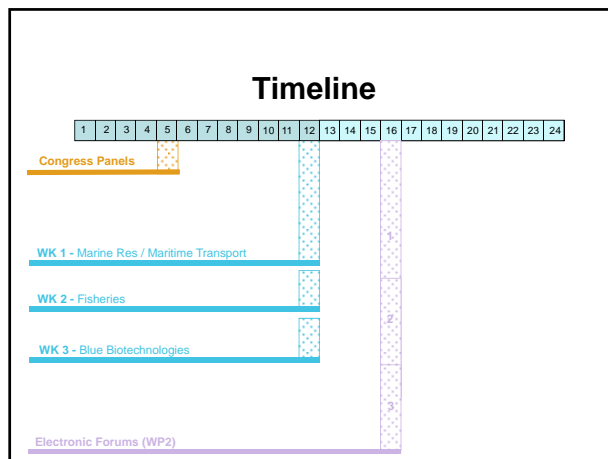 Timeline
1 2 3 4 5 6 7 8 9 10 11 12 13 14 15 16 17 18 19 20 21 22 23 24
Congress Panels
1
WK 1 - Marine Res / Maritime Transport
WK 2 - Fisheries
2
WK 3 - Blue Biotechnologies
3
Electronic Forums (WP2)